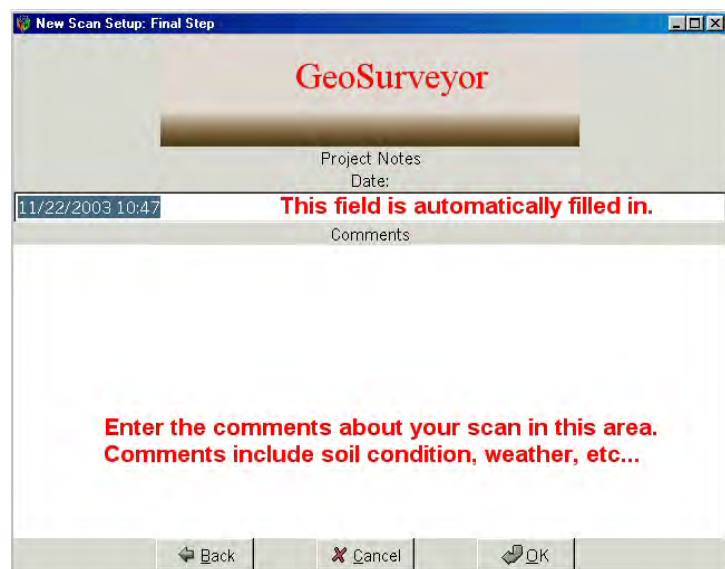 New Scan Setup: Final Step
GeoSurveyor
Project Notes
Date:
11/22/2003 10:47 This field is automatically filled in.
Comments
Enter the comments about your scan in this area.
Comments include soil condition, weather, etc...
Back Cancel OK